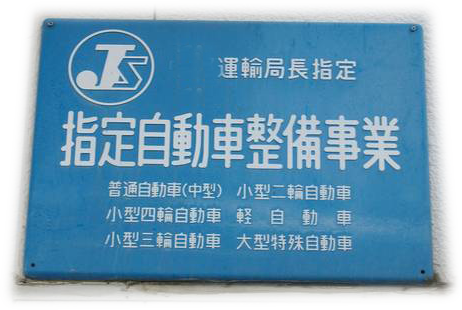 JS
運輸局長指定
指定自動車整備事業
普通自動車(中型) 小型二輪自動車
小型四輪自動車 軽自動車
小型三輪自動車 大型特殊自動車